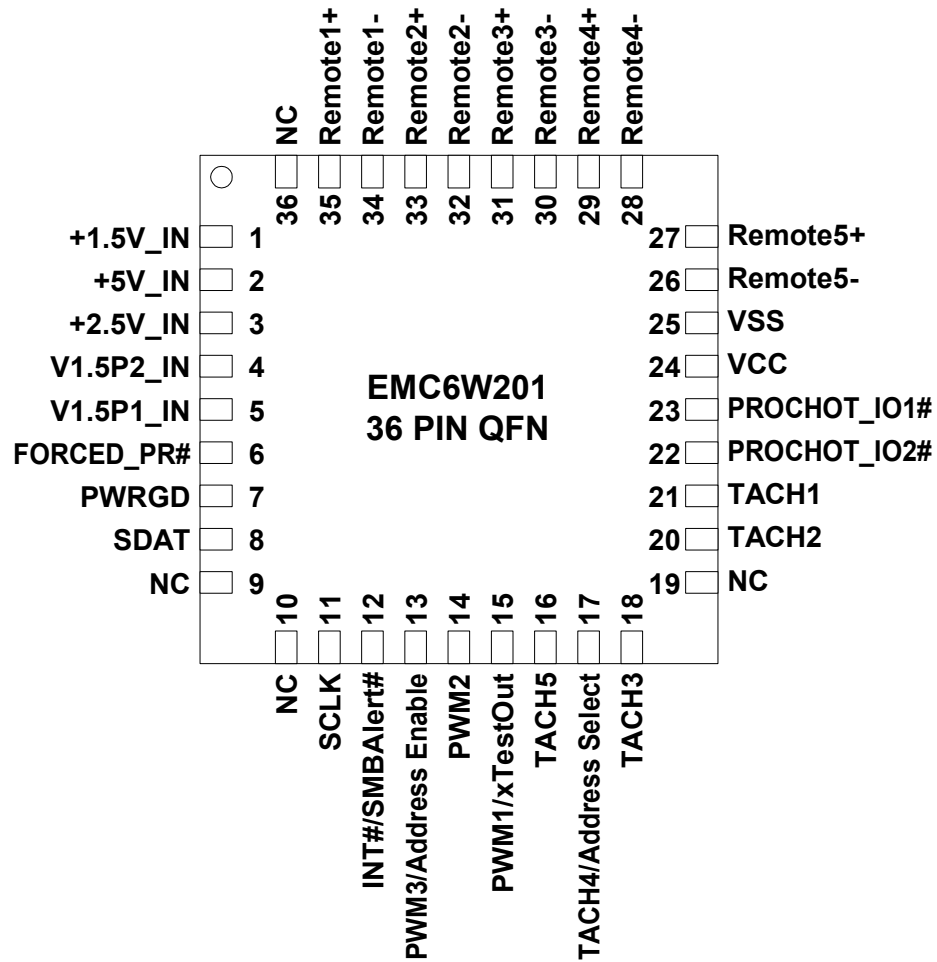 Remote1+
Remote1-
Remote2+
Remote2-
Remote3+
Remote3-
Remote4+
Remote4-
NC
36
35
34
33
32
31
30
29
28
+1.5V_IN 1
+5V_IN 2
+2.5V_IN 3
V1.5P2_IN 4
V1.5P1_IN 5
FORCED_PR# 6
PWRGD 7
SDAT 8
NC 9
EMC6W201
36 PIN QFN
27 Remote5+
26 Remote5-
25 VSS
24 VCC
23 PROCHOT_IO1#
22 PROCHOT_IO2#
21 TACH1
20 TACH2
19 NC
10
11
12
13
14
15
16
17
18
NC
SCLK
INT#/SMBAlert#
PWM3/Address Enable
PWM2
PWM1/xTestOut
TACH5
TACH4/Address Select
TACH3